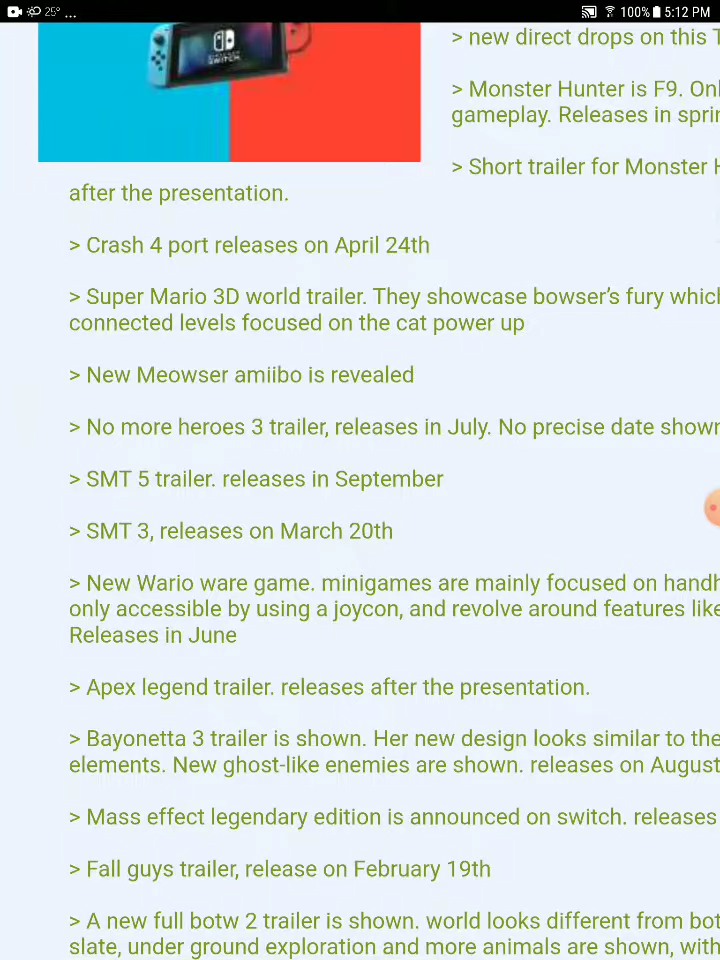 25° ...
100% 5:12 PM
> new direct drops on this
> Monster Hunter is F9.
gameplay. Releases in
> Short trailer for Monster
after the presentation.
> Crash 4 port releases on April 24th
> Super Mario 3D world trailer. They showcase bowser’s fury which
connected levels focused on the cat power up
> New Meowser amiibo is revealed
> No more heroes 3 trailer, releases in July. No precise date shown
> SMT 5 trailer. releases in September
> SMT 3, releases on March 20th
> New Wario ware game. minigames are mainly focused on
only accessible by using a joycon, and revolve around features like
Releases in June
> Apex legend trailer. releases after the presentation.
> Bayonetta 3 trailer is shown. Her new design looks similar to the
elements. New ghost-like enemies are shown. releases on August
> Mass effect legendary edition is announced on switch. releases
> Fall guys trailer, release on February 19th
> A new full botw 2 trailer is shown. world looks different from
slate, under ground exploration and more animals are shown, with